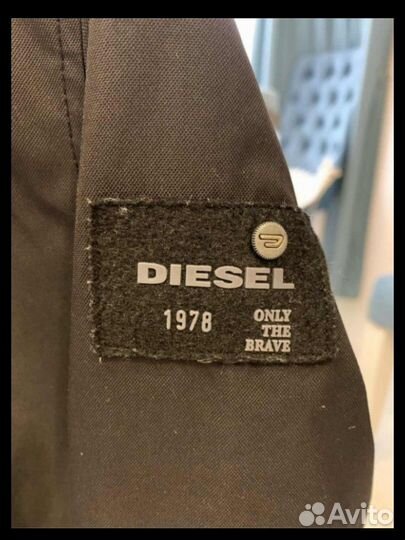 DIESEL
1978
ONLY
THE
BRAVE
Avito